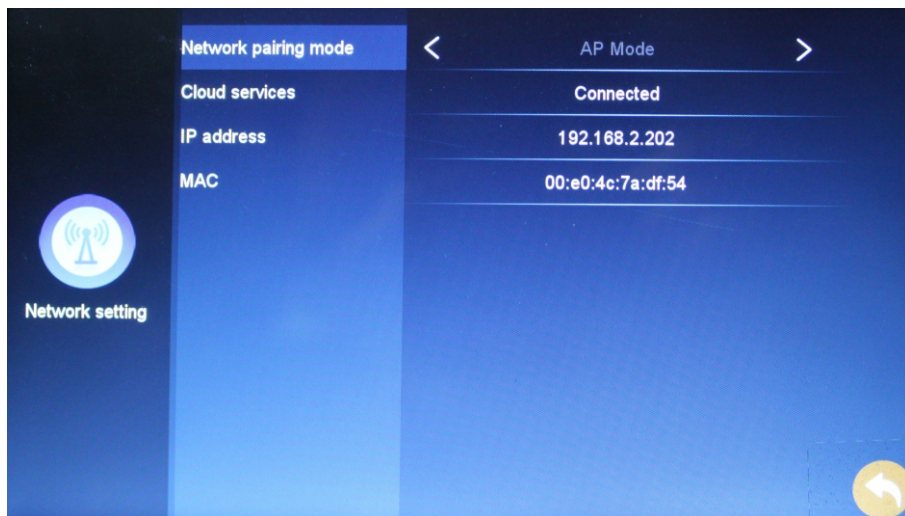 Network pairing mode
AP Mode
Cloud services
Connected
IP address
192.168.2.202
MAC
00:e0:4c:7a:df:54
Network setting